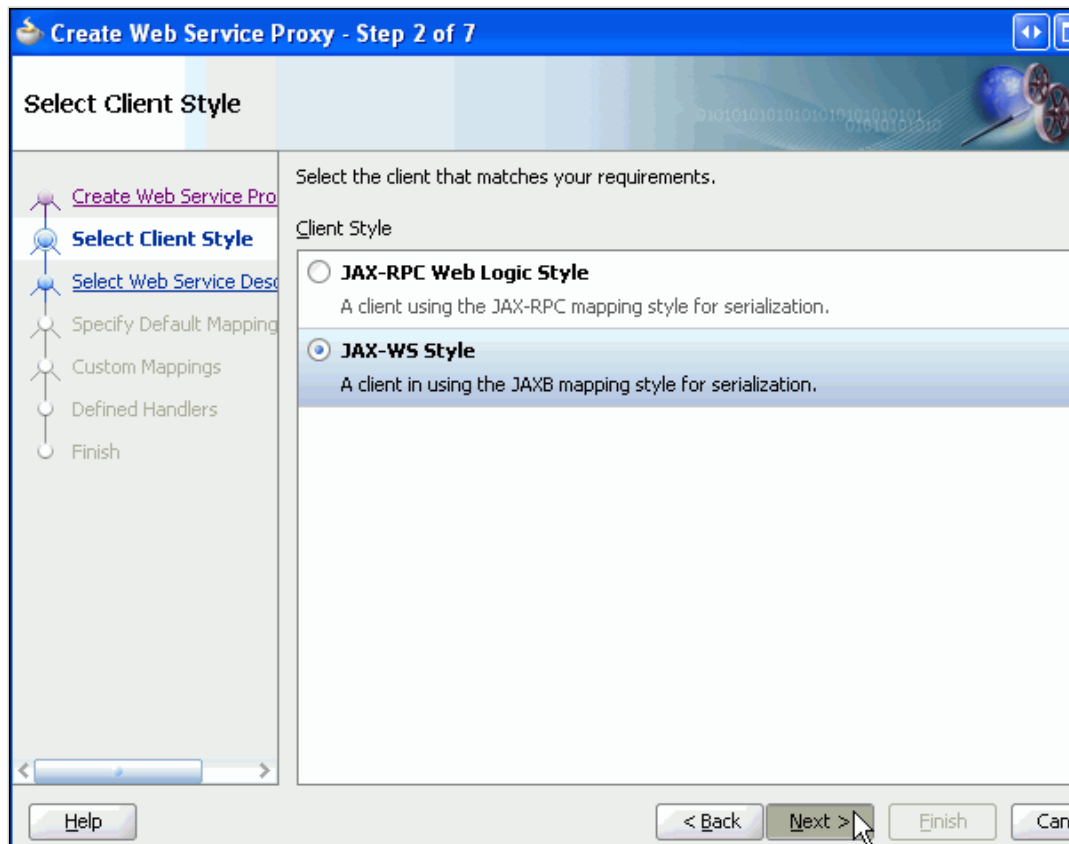 Create Web Service Proxy - Step 2 of 7
Select Client Style
010101010101010101010101
01010101010
Create Web Service Pro
Select Client Style
Select Web Service Desc
Specify Default Mapping
Custom Mappings
Defined Handlers
Finish
Select the client that matches your requirements.
Client Style
JAX-RPC Web Logic Style
A client using the JAX-RPC mapping style for serialization.
JAX-WS Style
A client in using the JAXB mapping style for serialization.
Help
< Back
Next >
Finish
Can